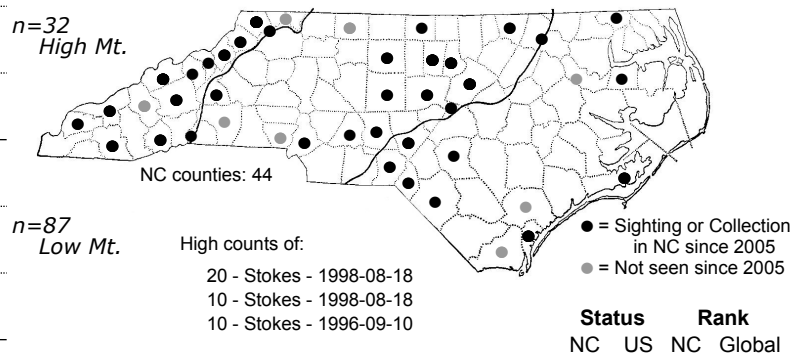 n=32
High Mt.
NC counties: 44
n=87
Low Mt.
High counts of:
20 - Stokes - 1998-08-18
10 - Stokes - 1998-08-18
10 - Stokes - 1996-09-10
= Sighting or Collection
in NC since 2005
= Not seen since 2005
Status Rank
NC US NC Global